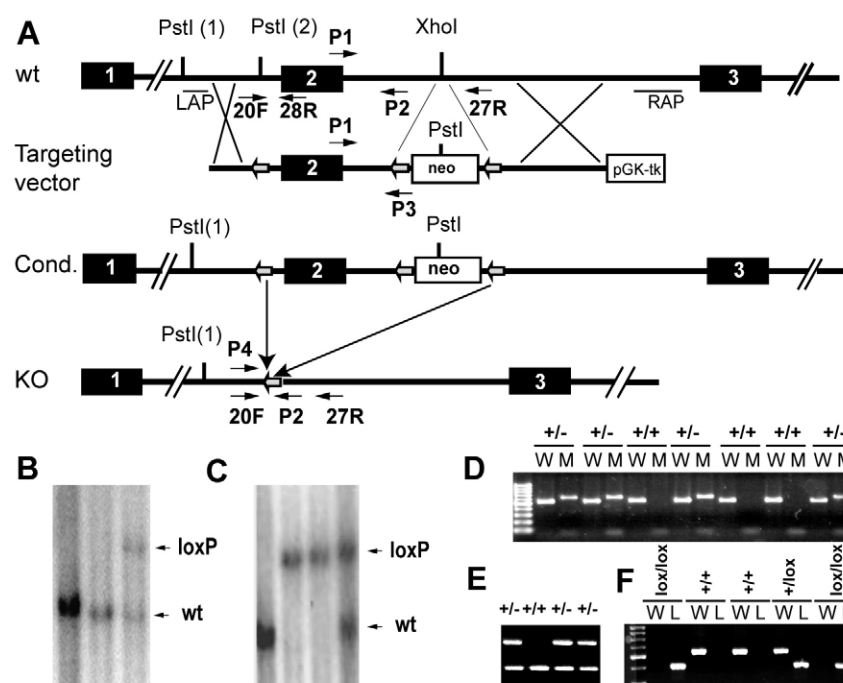 A
PstI (1) PstI (2) P1 XhoI
wt 1 2 3
LAP 20F 28R P2 27R RAP
P1 PstI
Targeting
vector
2 neo pGK-tk
P3
PstI(1) PstI
Cond. 1 2 neo 3
PstI(1) P4
KO 1 3
20F P2 27R
B
loxP
wt
C
loxP
wt
D
+/- +/- +/+ +/- +/+ +/+ +/-
W M W M W M W M W M W M W M
E
+/- +/+ +/- +/-
F
lox/lox +/+ +/+ +/lox lox/lox
W L W L W L W L W L